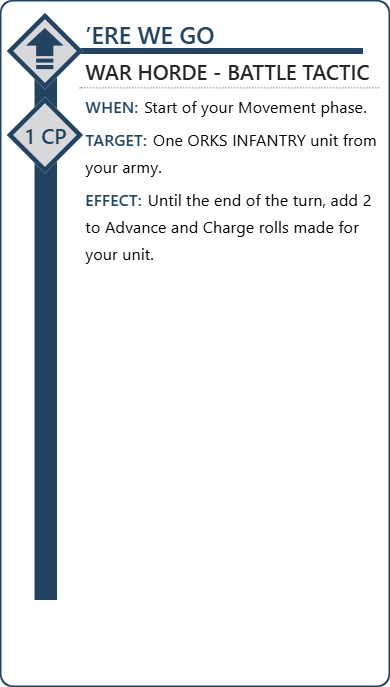 ’ERE WE GO
WAR HORDE - BATTLE TACTIC
1 CP
WHEN: Start of your Movement phase.
TARGET: One ORKS INFANTRY unit from
your army.
EFFECT: Until the end of the turn, add 2
to Advance and Charge rolls made for
your unit.